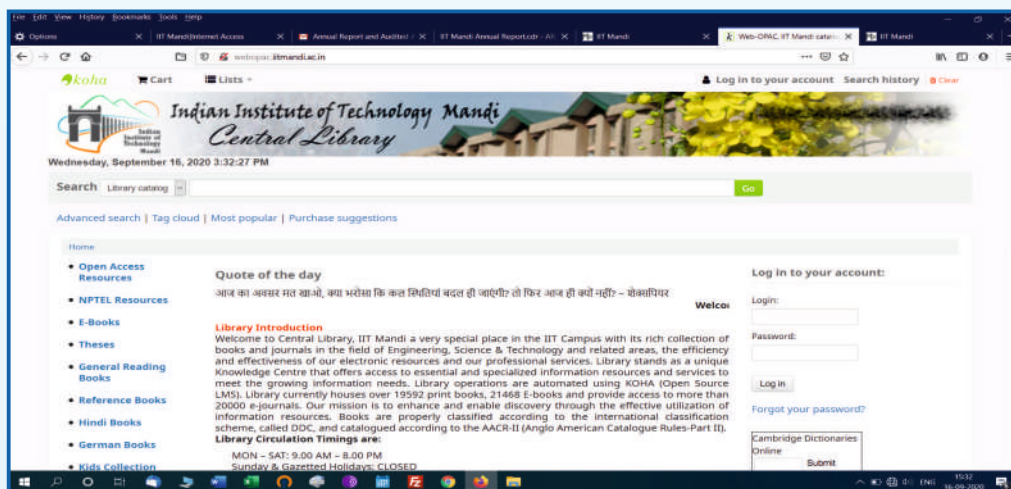 File Edit View History Bookmarks Tools Help
Options
IIT Mandi|Internet Access
Annual Report and Audited
IIT Mandi Annual Report.cdr - All
IIT Mandi
Web-OPAC, IIT Mandi catalo
IIT Mandi
webopac.iitmandi.ac.in
koha Cart Lists Log in to your account Search history Clear
Indian Institute of Technology Mandi
Central Library
Indian
Institute of
Technology
Mandi
Wednesday, September 16, 2020 3:32:27 PM
Search Library catalog Go
Advanced search | Tag cloud | Most popular | Purchase suggestions
Home
Open Access
Resources
NPTEL Resources
E-Books
Theses
General Reading
Books
Reference Books
Hindi Books
German Books
Kids Collection
Quote of the day
आज का अवसर मत खाओ, क्या भरोसा कि कल स्थितियां बदल ही जाएंगी? तो फिर आज ही क्यों नहीं? – शेक्सपियर
Welcor
Library Introduction
Welcome to Central Library, IIT Mandi a very special place in the IIT Campus with its rich collection of
books and journals in the field of Engineering, Science & Technology and related areas, the efficiency
and effectiveness of our electronic resources and our professional services. Library stands as a unique
Knowledge Centre that offers access to essential and specialized information resources and services to
meet the growing information needs. Library operations are automated using KOHA (Open Source
LMS). Library currently houses over 19592 print books, 21468 E-books and provide access to more than
20000 e-journals. Our mission is to enhance and enable discovery through the effective utilization of
information resources. Books are properly classified according to the international classification
scheme, called DDC, and catalogued according to the AACR-II (Anglo American Catalogue Rules-Part II).
Library Circulation Timings are:
MON – SAT: 9.00 AM – 8.00 PM
Sunday & Gazetted Holidays: CLOSED
Log in to your account:
Login:
Password:
Log in
Forgot your password?
Cambridge Dictionaries
Online
Submit
ENG
15:32
16-09-2020